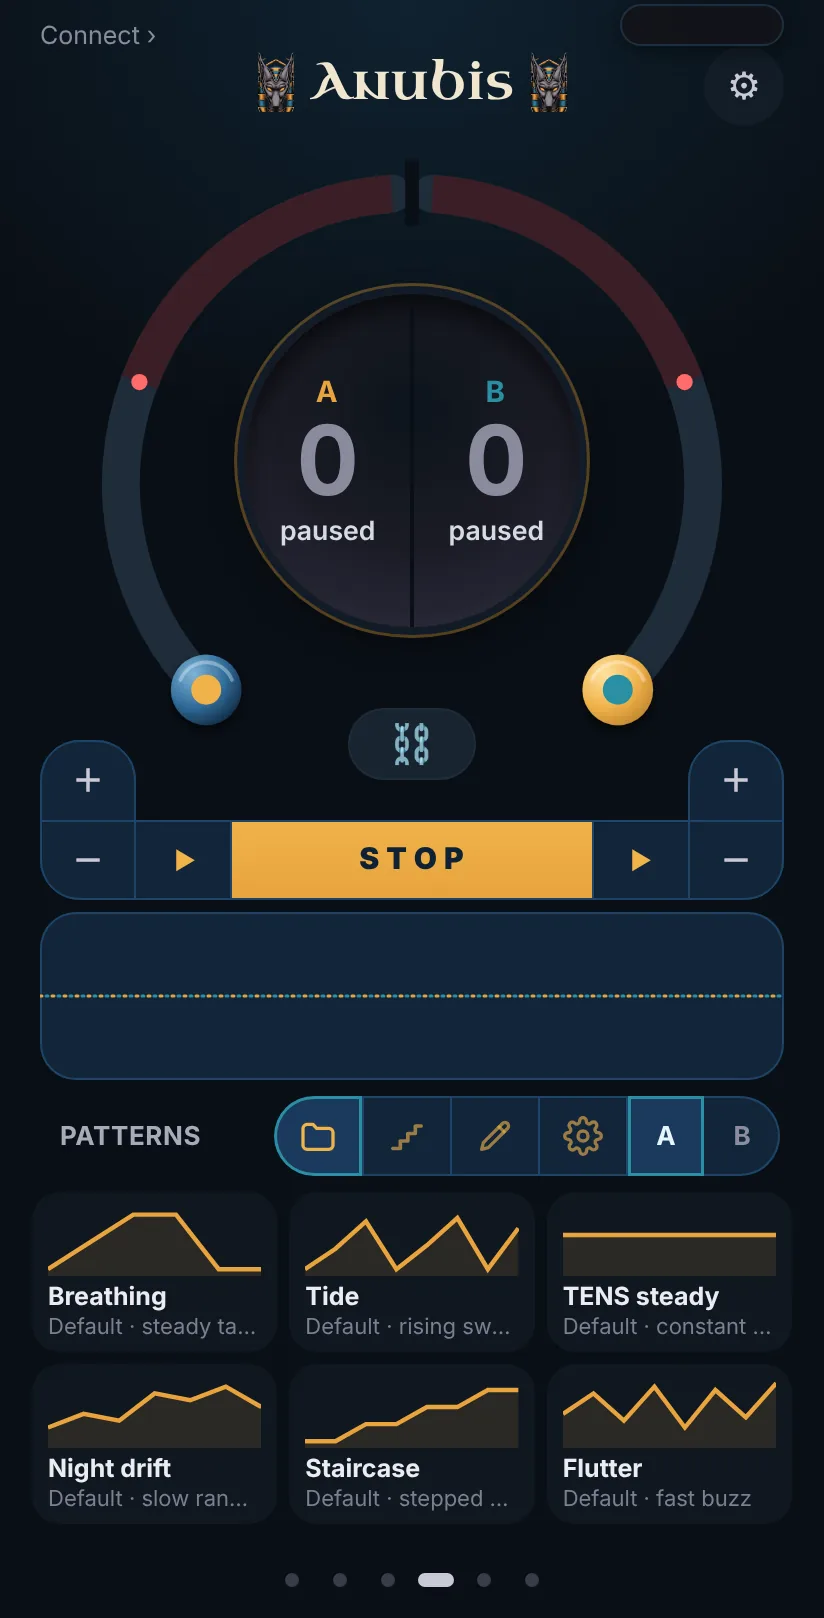 Connect ›
Anubis
A
B
0
0
paused
paused
+
+
−
−
STOP
PATTERNS
A
B
Breathing
Tide
TENS steady
Default · steady ta...
Default · rising sw...
Default · constant ...
Night drift
Staircase
Flutter
Default · slow ran...
Default · stepped ...
Default · fast buzz